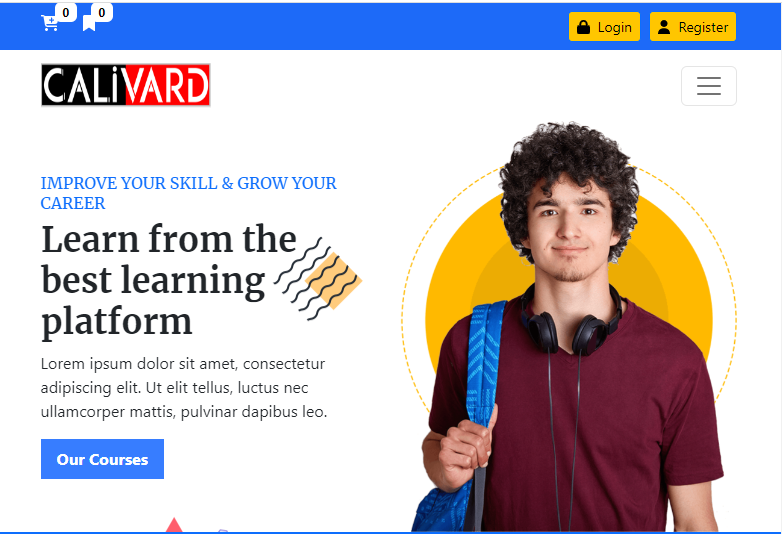 0
0
Login
Register
CALiVARD
IMPROVE YOUR SKILL & GROW YOUR
CAREER
Learn from the
best learning
platform
Lorem ipsum dolor sit amet, consectetur
adipiscing elit. Ut elit tellus, luctus nec
ullamcorper mattis, pulvinar dapibus leo.
Our Courses